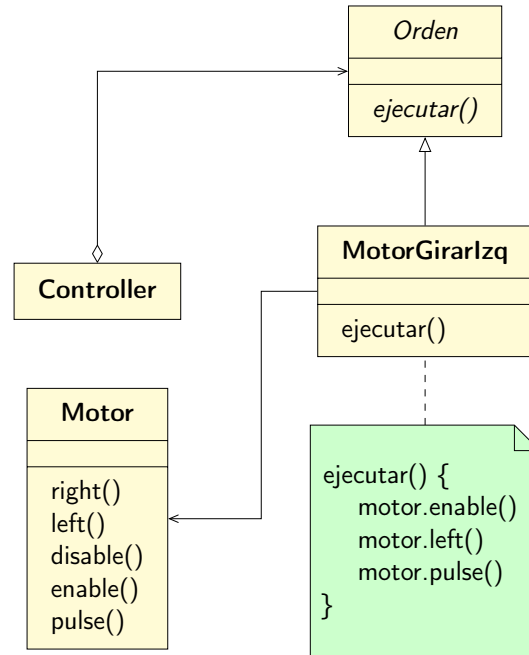 Orden
ejecutar()
MotorGirarIzq
ejecutar()
Controller
Motor
right()
left()
disable()
enable()
pulse()
ejecutar() {
motor.enable()
motor.left()
motor.pulse()
}